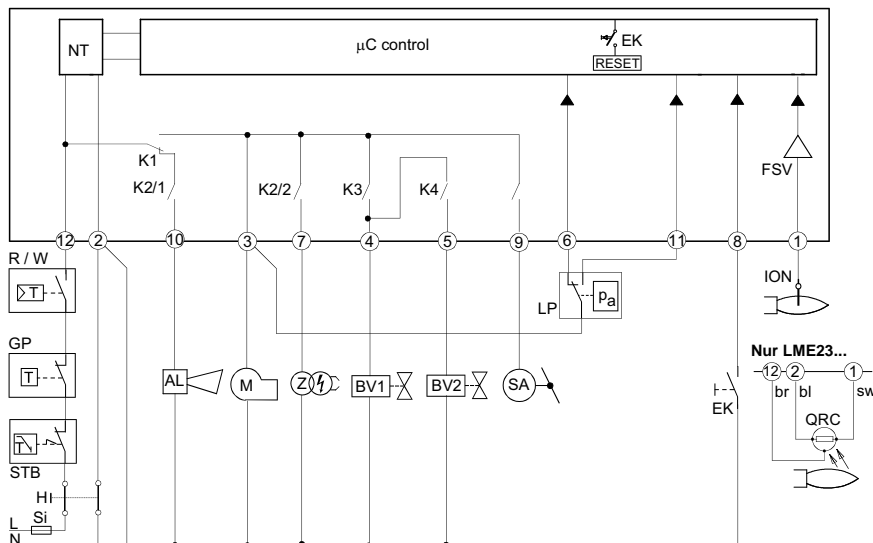 NT
µC control
EK
RESET
FSV
K1
K2/1
K2/2
K3
K4
12
2
10
3
7
4
5
9
6
11
8
1
R / W
T
GP
T
STB
T
H
L
Si
N
AL
M
Z
BV1
BV2
SA
LP
pa
EK
ION
Nur LME23...
12
2
1
br
bl
sw
QRC